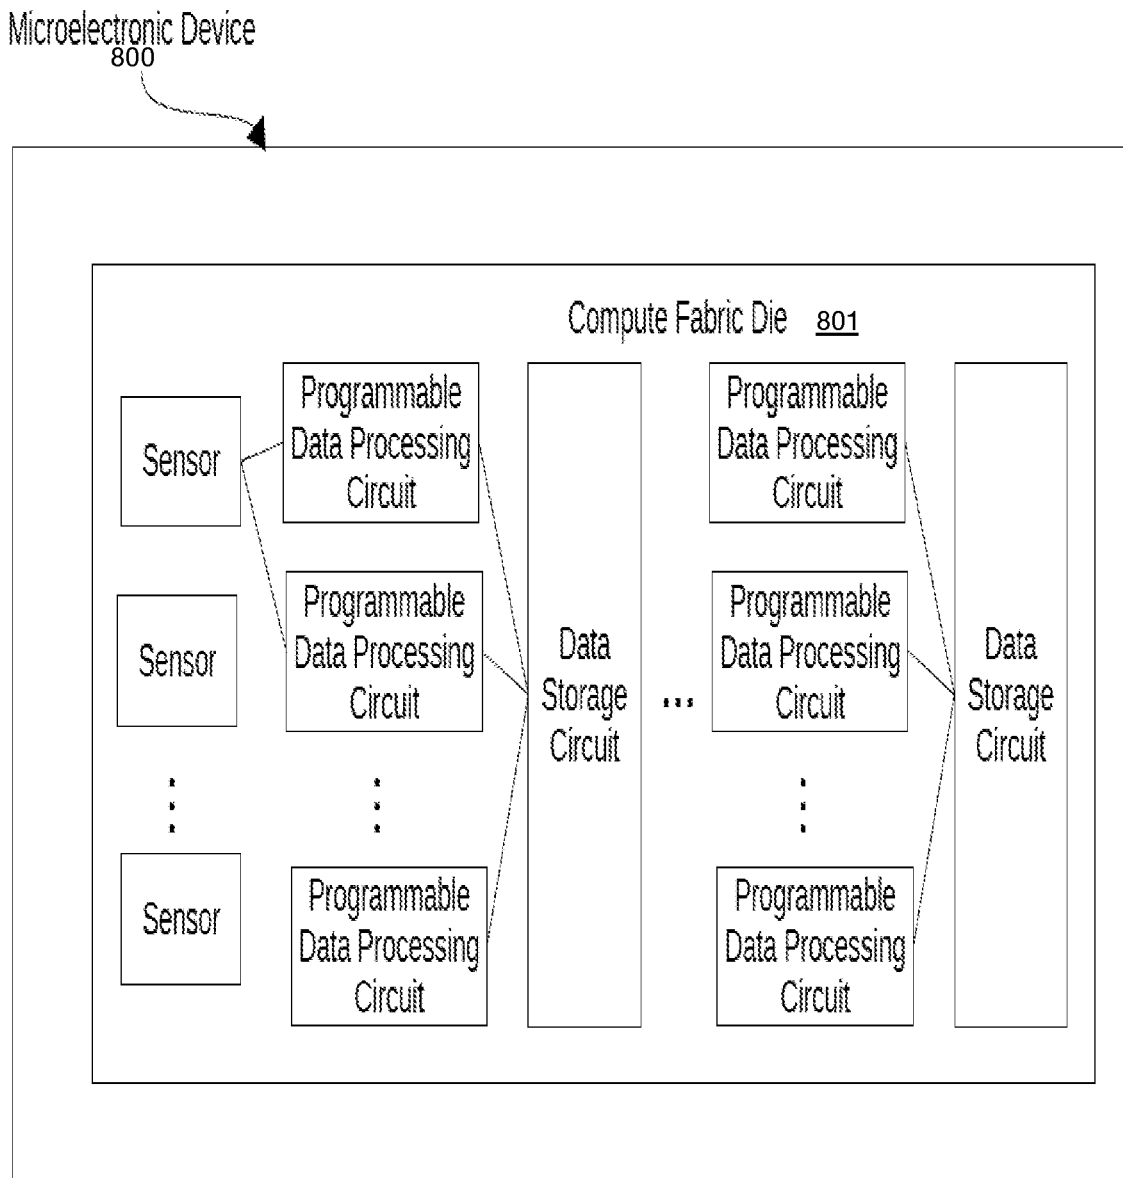 Microelectronic Device
800
Compute Fabric Die 801
Sensor
Programmable
Data Processing
Circuit
Programmable
Data Processing
Circuit
Sensor
Programmable
Data Processing
Circuit
Programmable
Data Processing
Circuit
Data
Storage
Circuit
...
Data
Storage
Circuit
Sensor
Programmable
Data Processing
Circuit
Programmable
Data Processing
Circuit